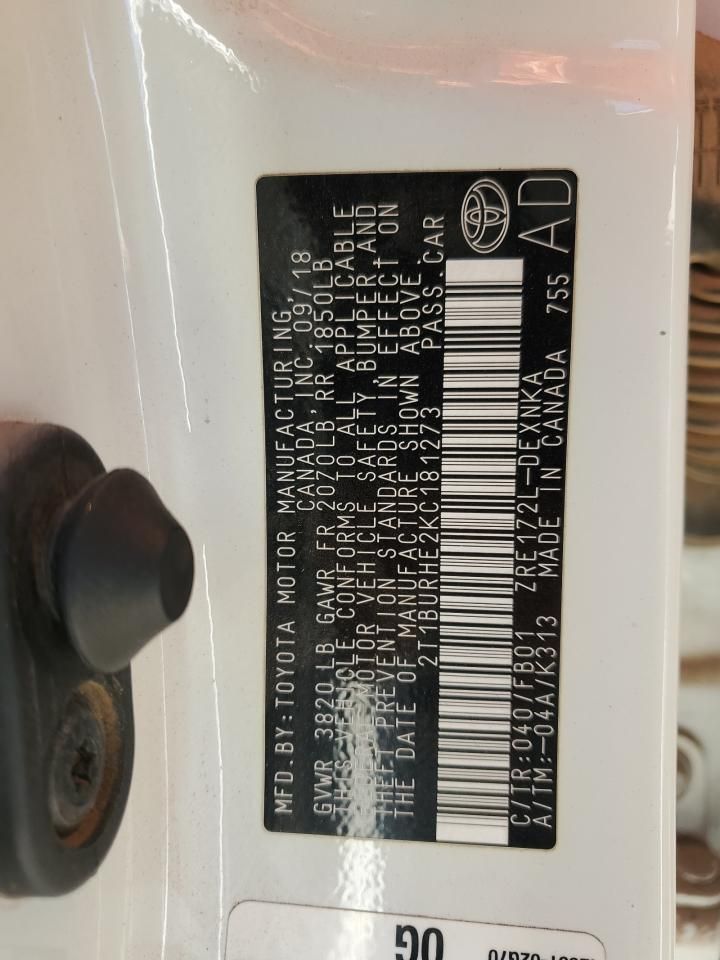 MFD.BY:TOYOTA MOTOR MANUFACTURING,
CANADA,INC. 09/18
GVWR 3820LB GAWR FR 2070LB RR 1850LB
THIS VEHICLE CONFORMS TO ALL APPLICABLE
FEDERAL MOTOR VEHICLE SAFETY, BUMPER AND
THEFT PREVENTION STANDARDS IN EFFECT ON
THE DATE OF MANUFACTURE SHOWN ABOVE.
2T1BURHE2KC181273 PASS.CAR
C/TR:040/FB01 ZRE172L-DEXNKA
A/TM:-04A/K313 MADE IN CANADA 755
AD
0G